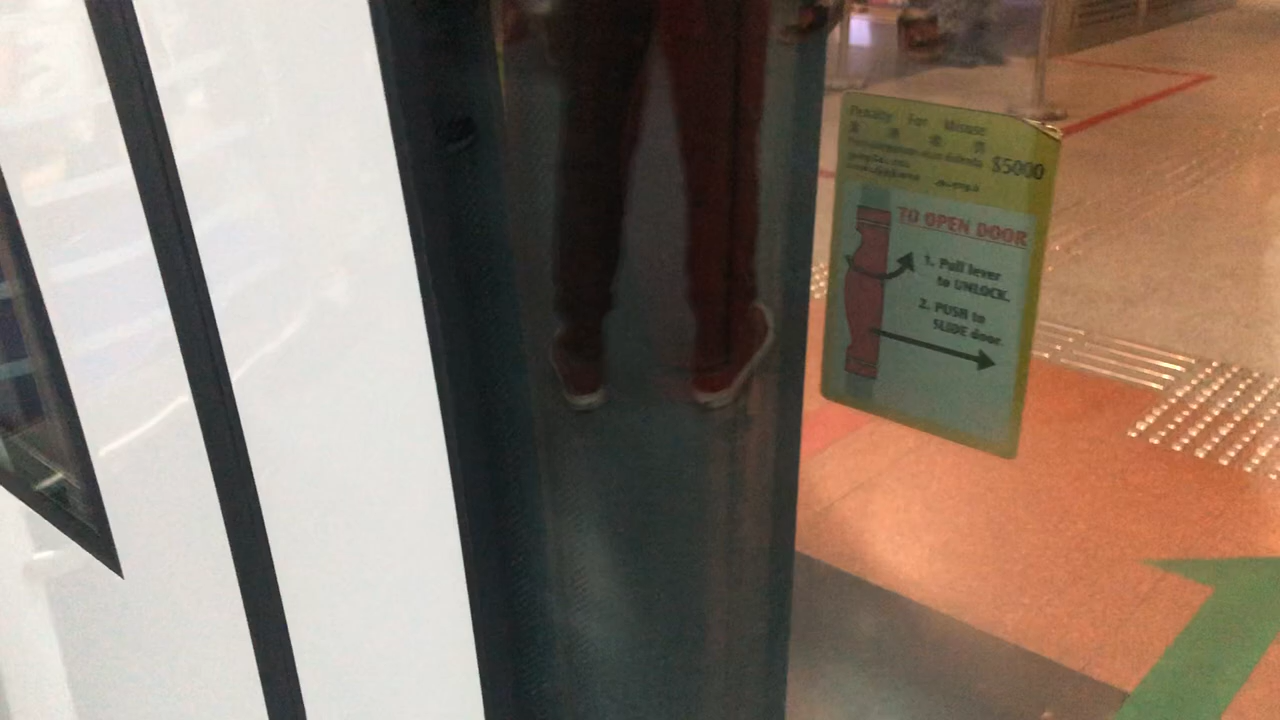 Penalty For Misuse
$5000
TO OPEN DOOR
1. Pull lever
to UNLOCK.
2. PUSH to
SLIDE door.